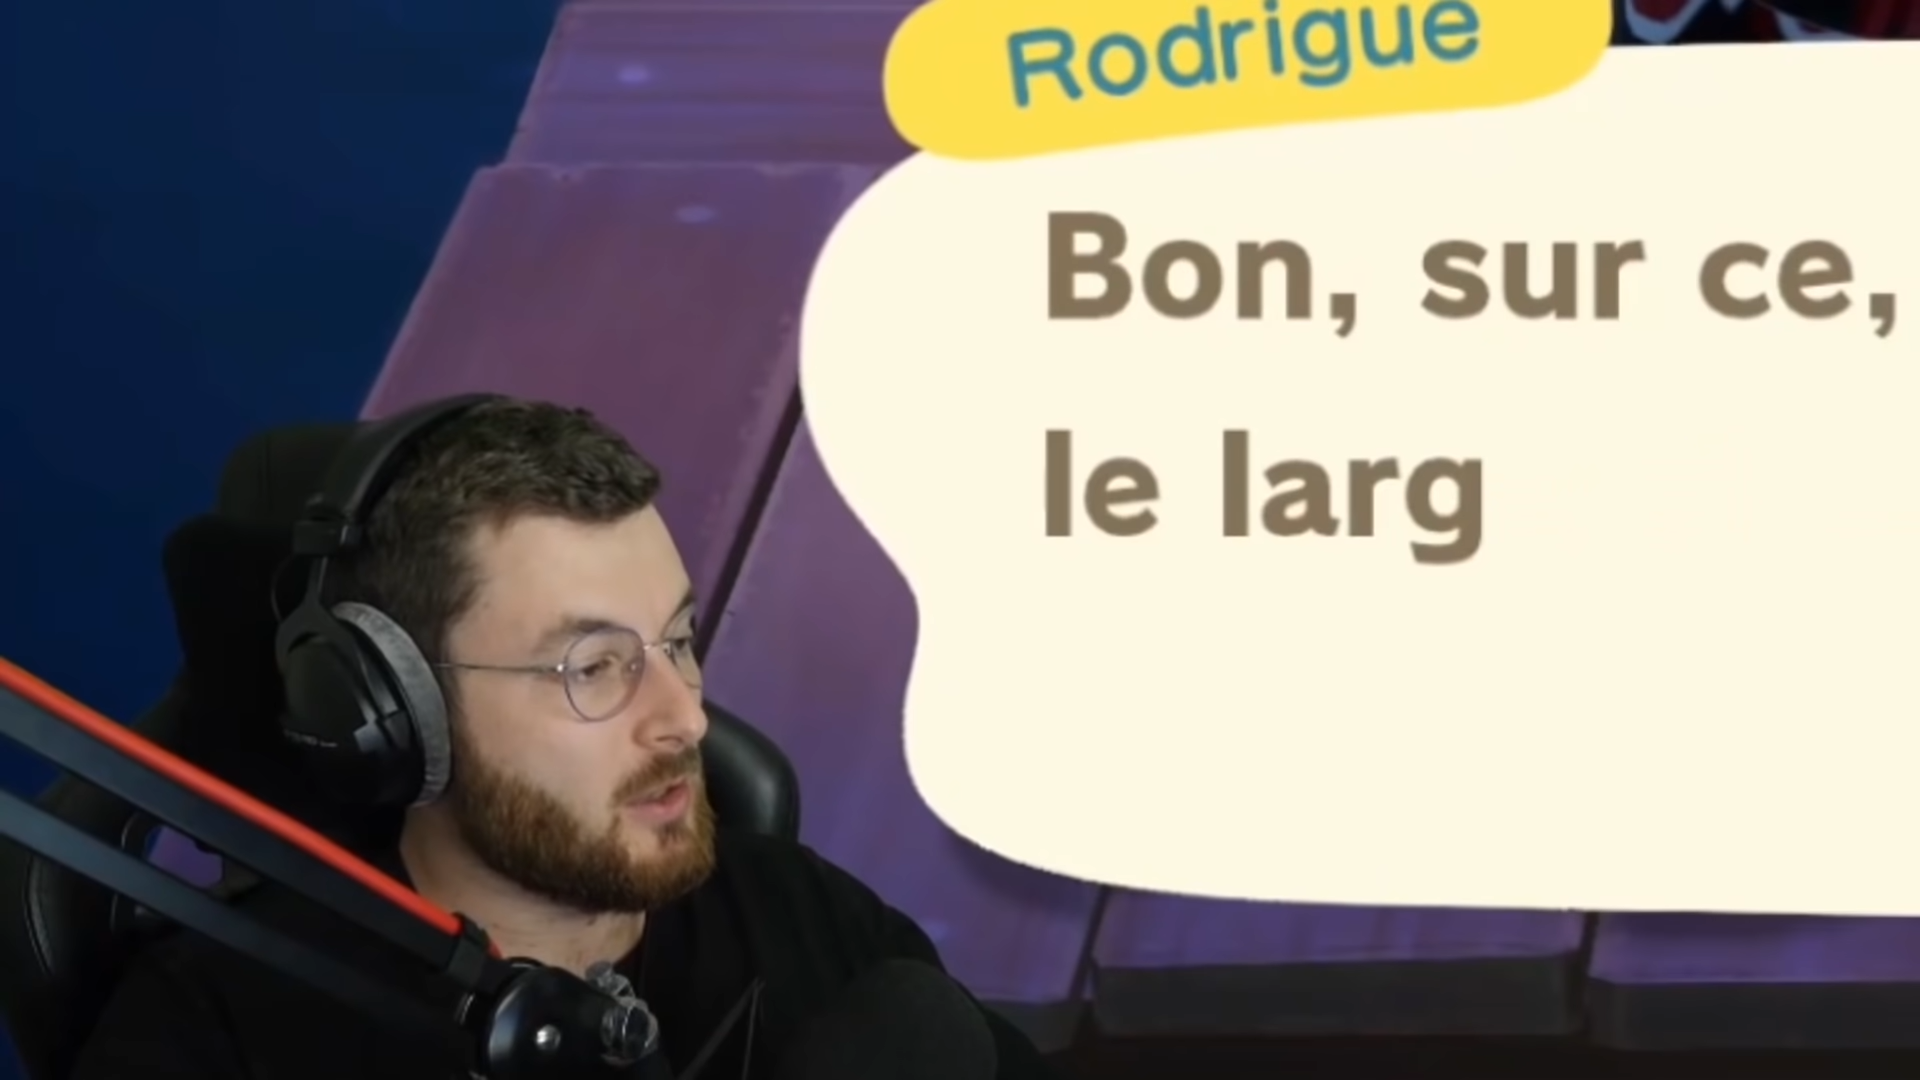 Rodrigue
Bon, sur ce,
le larg